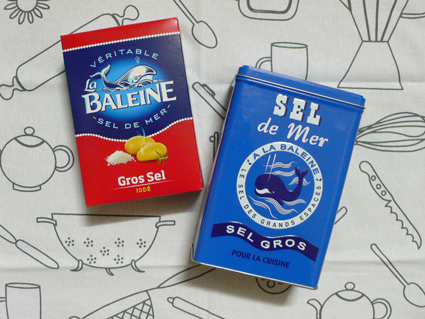 VÉRITABLE
La
BALEINE
- SEL DE MER -
Gros Sel
IODÉ
SEL
de Mer
A LA BALEINE
LE SEL DES GRANDS ESPACES
SEL GROS
POUR LA CUISINE